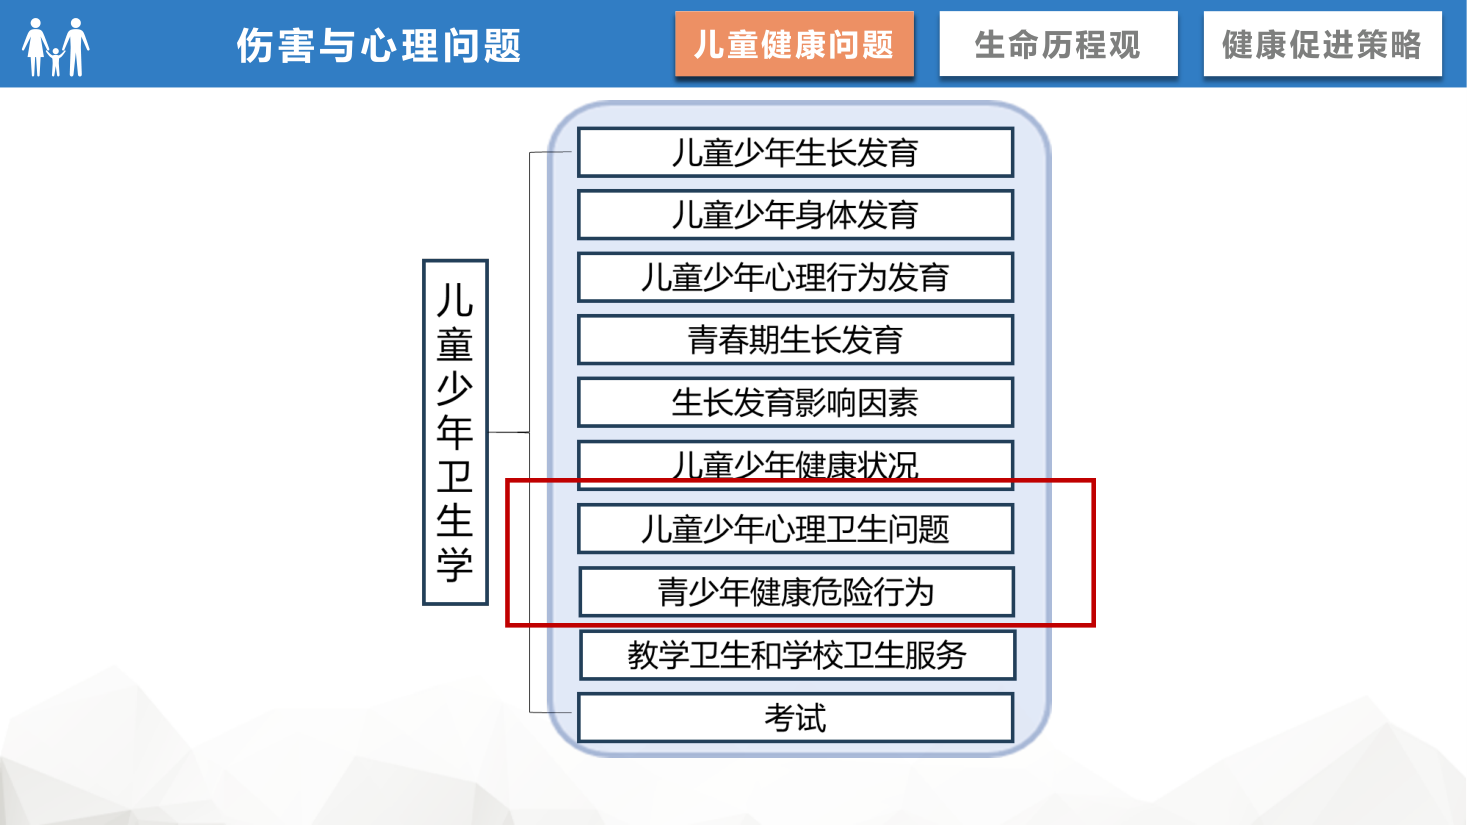 伤害与心理问题
儿童健康问题
生命历程观
健康促进策略
儿童少年卫生学
儿童少年生长发育
儿童少年身体发育
儿童少年心理行为发育
青春期生长发育
生长发育影响因素
儿童少年健康状况
儿童少年心理卫生问题
青少年健康危险行为
教学卫生和学校卫生服务
考试